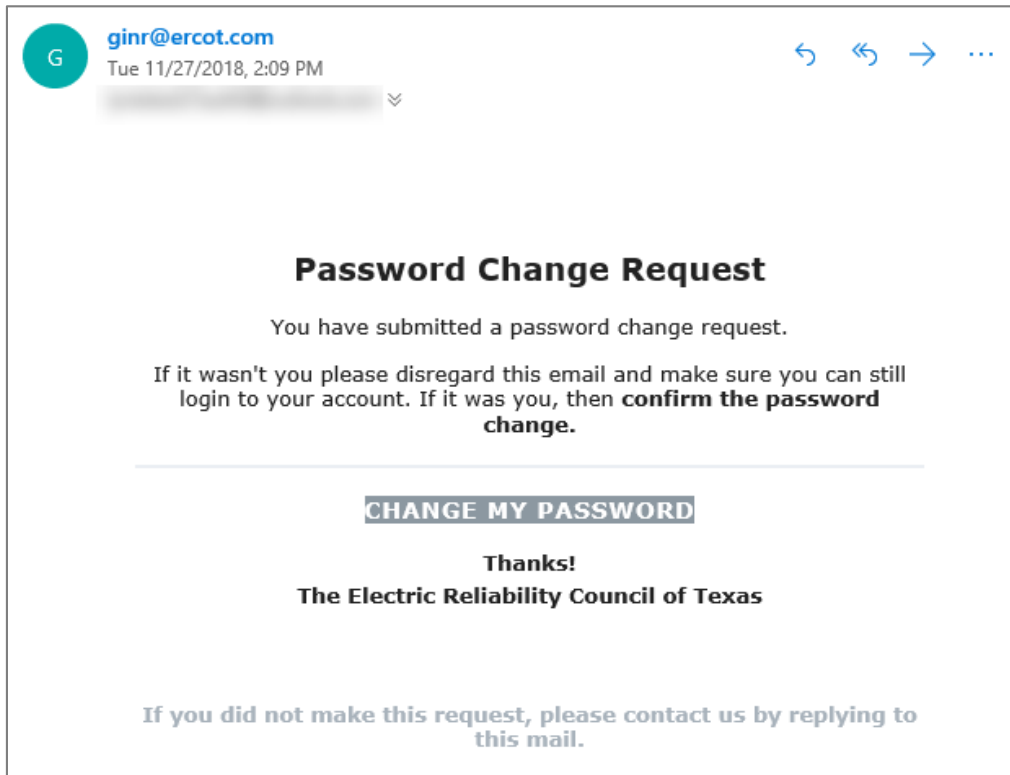 G
ginr@ercot.com
Tue 11/27/2018, 2:09 PM
Password Change Request
You have submitted a password change request.
If it wasn't you please disregard this email and make sure you can still
login to your account. If it was you, then confirm the password
change.
CHANGE MY PASSWORD
Thanks!
The Electric Reliability Council of Texas
If you did not make this request, please contact us by replying to
this mail.